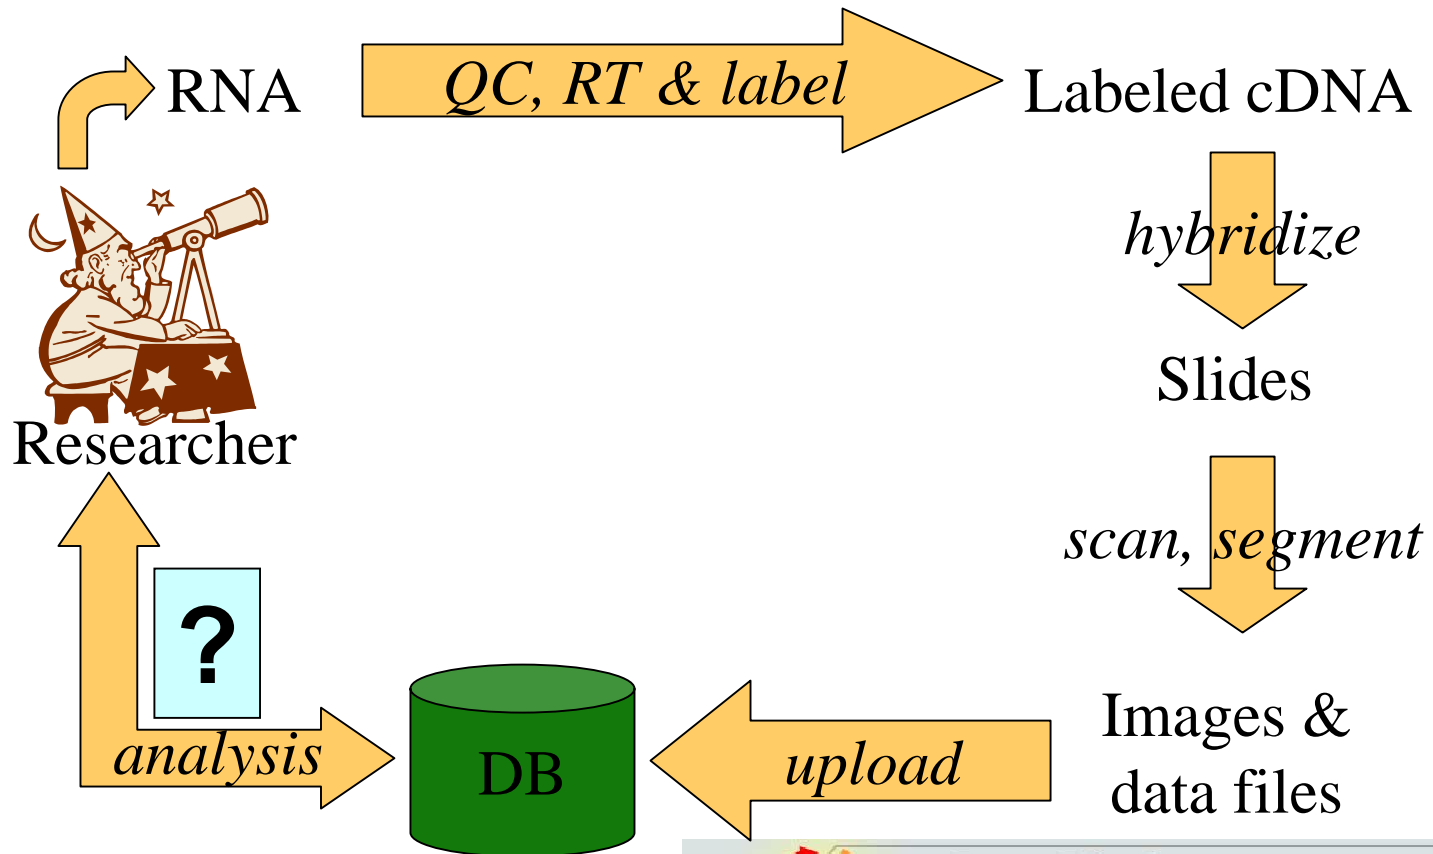 RNA
QC, RT & label
Labeled cDNA
hybridize
Slides
Researcher
scan, segment
?
analysis
DB
upload
Images &
data files